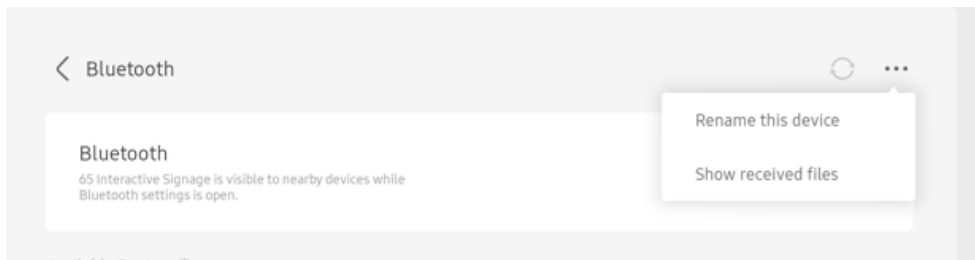 Bluetooth
Rename this device
Bluetooth
65 Interactive Signage is visible to nearby devices while
Show received files
Bluetooth settings is open.